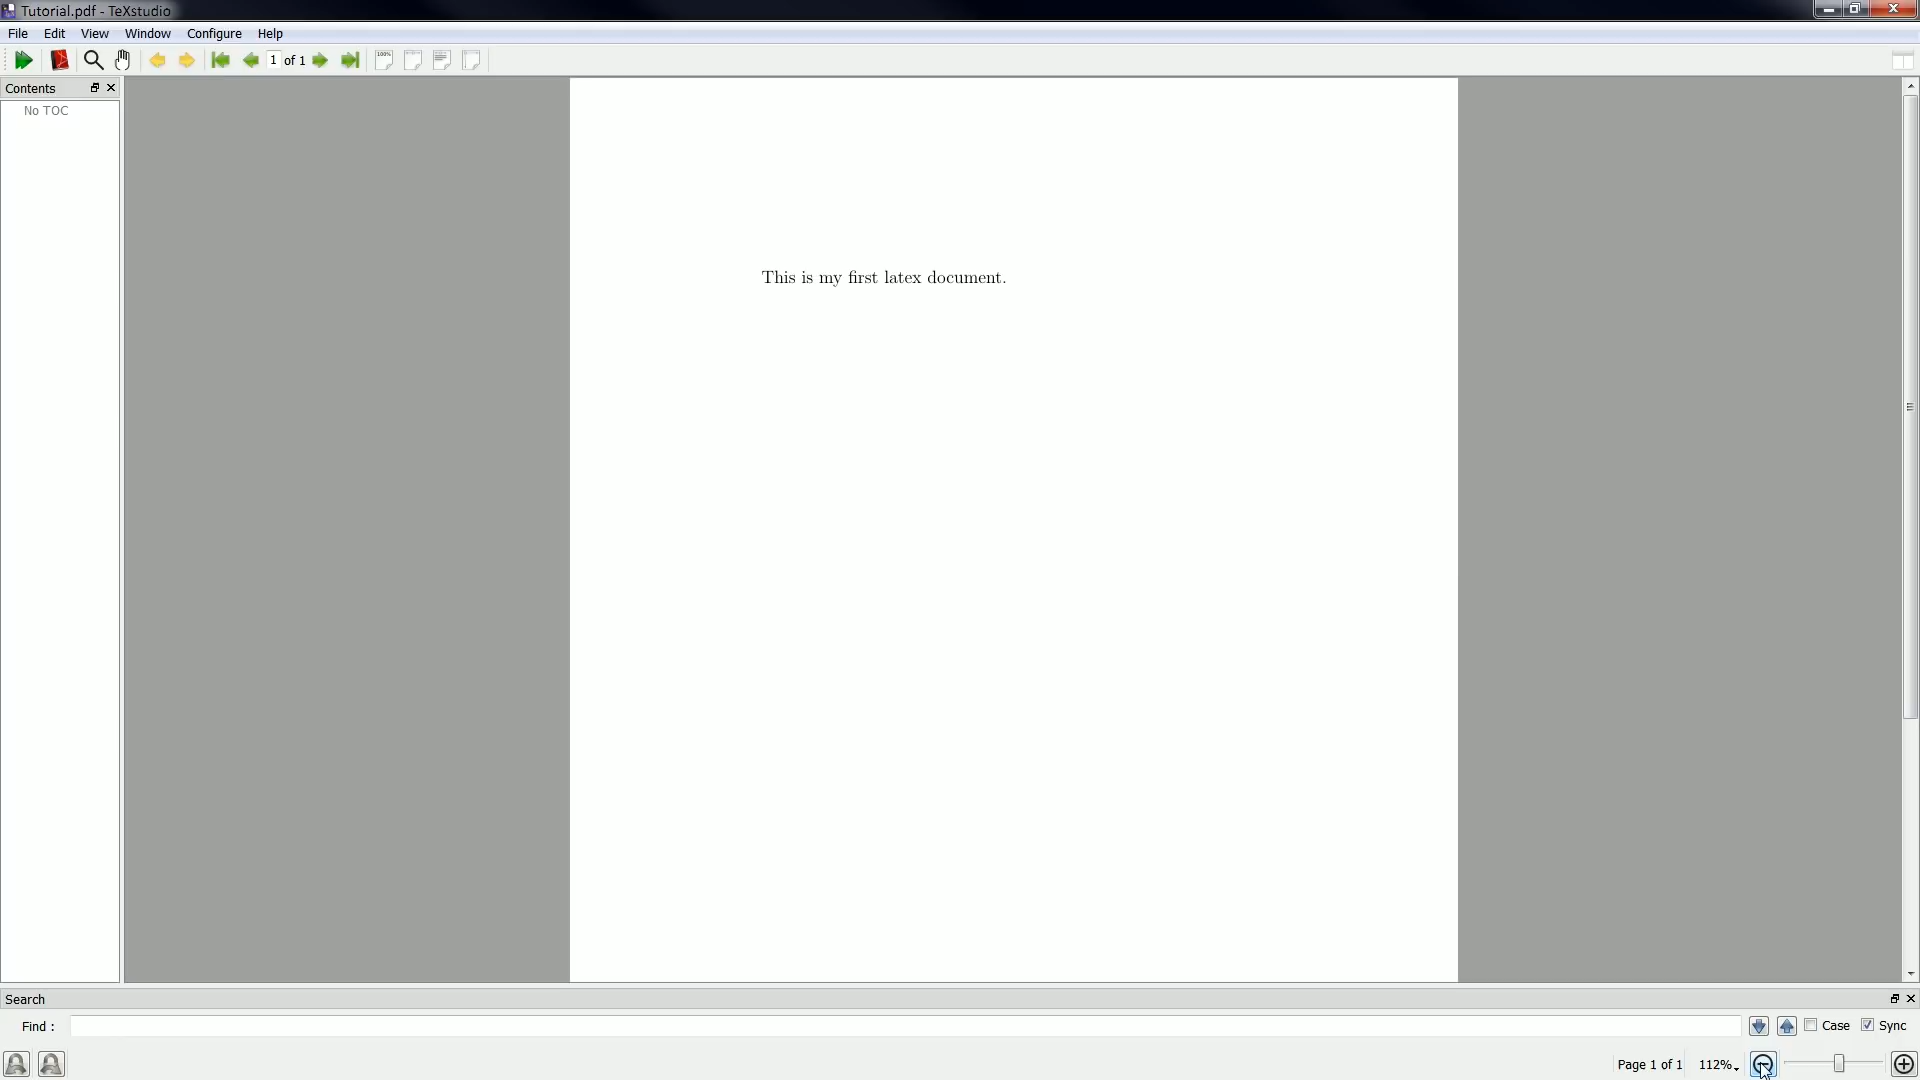 Tutorial.pdf - TeXstudio
File Edit View Window Configure Help
1 of 1 100%
Contents
No TOC
This is my first latex document.
Search
Find :
Case Sync
Page 1 of 1 112%